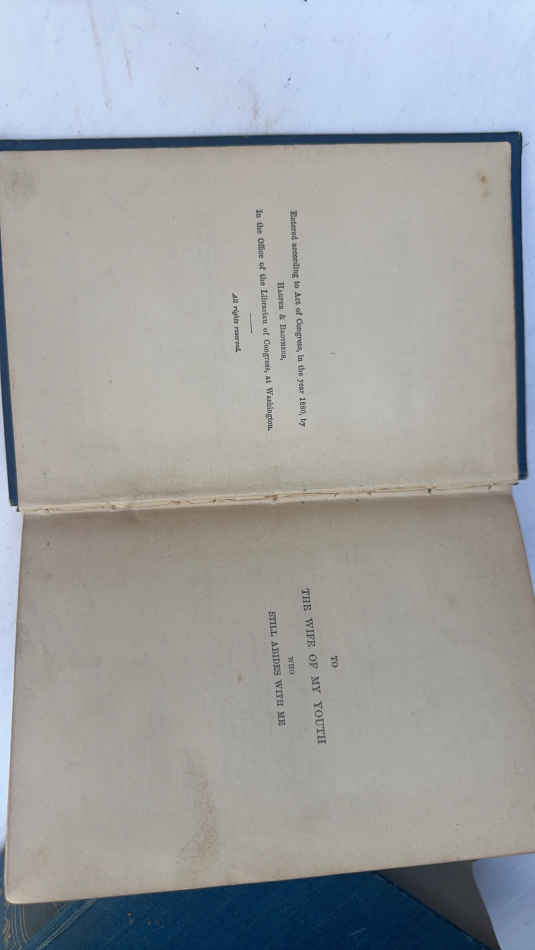 Entered according to Act of Congress, in the year 1880, by
HARPER & BROTHERS,
In the Office of the Librarian of Congress, at Washington.
All rights reserved.
TO
THE WIFE OF MY YOUTH
WHO
STILL ABIDES WITH ME